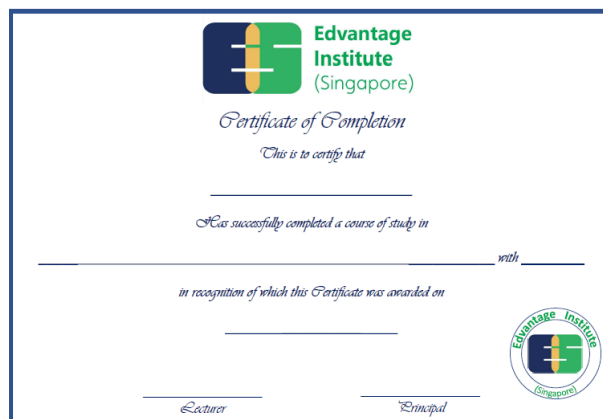 Edvantage
Institute
(Singapore)
Certificate of Completion
This is to certify that
Has successfully completed a course of study in
with
in recognition of which this Certificate was awarded on
Edvantage Institute
(Singapore)
Lecturer Principal